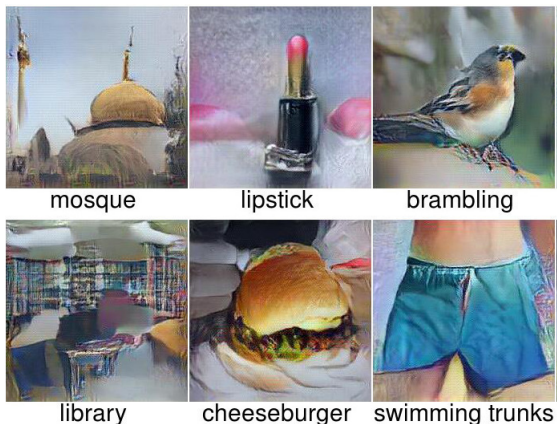 mosque
lipstick
brambling
library
cheeseburger
swimming trunks